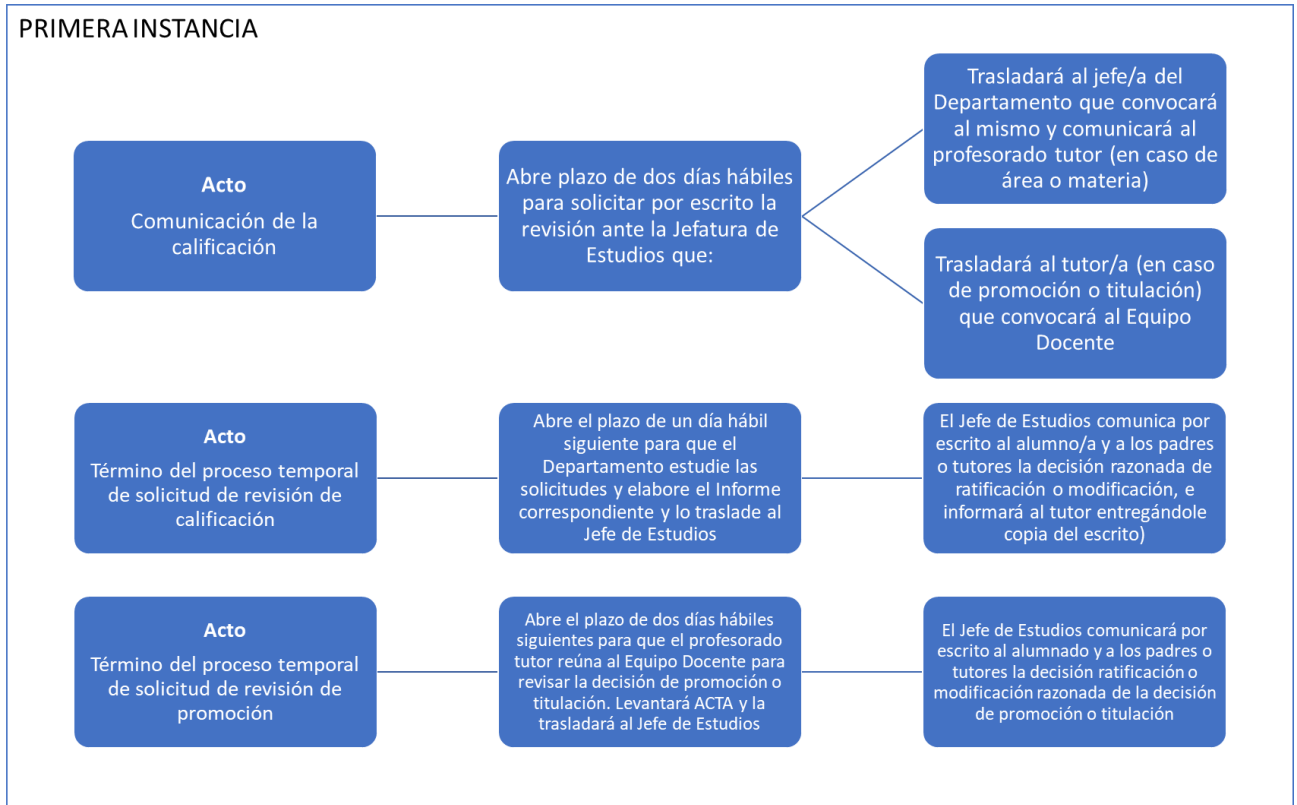 PRIMERA INSTANCIA
Acto
Comunicación de la
calificación
Abre plazo de dos días hábiles
para solicitar por escrito la
revisión ante la Jefatura de
Estudios que:
Trasladará al jefe/a del
Departamento que convocará
al mismo y comunicará al
profesorado tutor (en caso de
área o materia)
Trasladará al tutor/a (en caso
de promoción o titulación)
que convocará al Equipo
Docente
Acto
Término del proceso temporal
de solicitud de revisión de
calificación
Abre el plazo de un día hábil
siguiente para que el
Departamento estudie las
solicitudes y elabore el Informe
correspondiente y lo traslade al
Jefe de Estudios
El Jefe de Estudios comunica por
escrito al alumno/a y a los padres
o tutores la decisión razonada de
ratificación o modificación, e
informará al tutor entregándole
copia del escrito)
Acto
Término del proceso temporal
de solicitud de revisión de
promoción
Abre el plazo de dos días hábiles
siguientes para que el profesorado
tutor reúna al Equipo Docente para
revisar la decisión de promoción o
titulación. Levantará ACTA y la
trasladará al Jefe de Estudios
El Jefe de Estudios comunicará por
escrito al alumnado y a los padres o
tutores la decisión ratificación o
modificación razonada de la decisión
de promoción o titulación